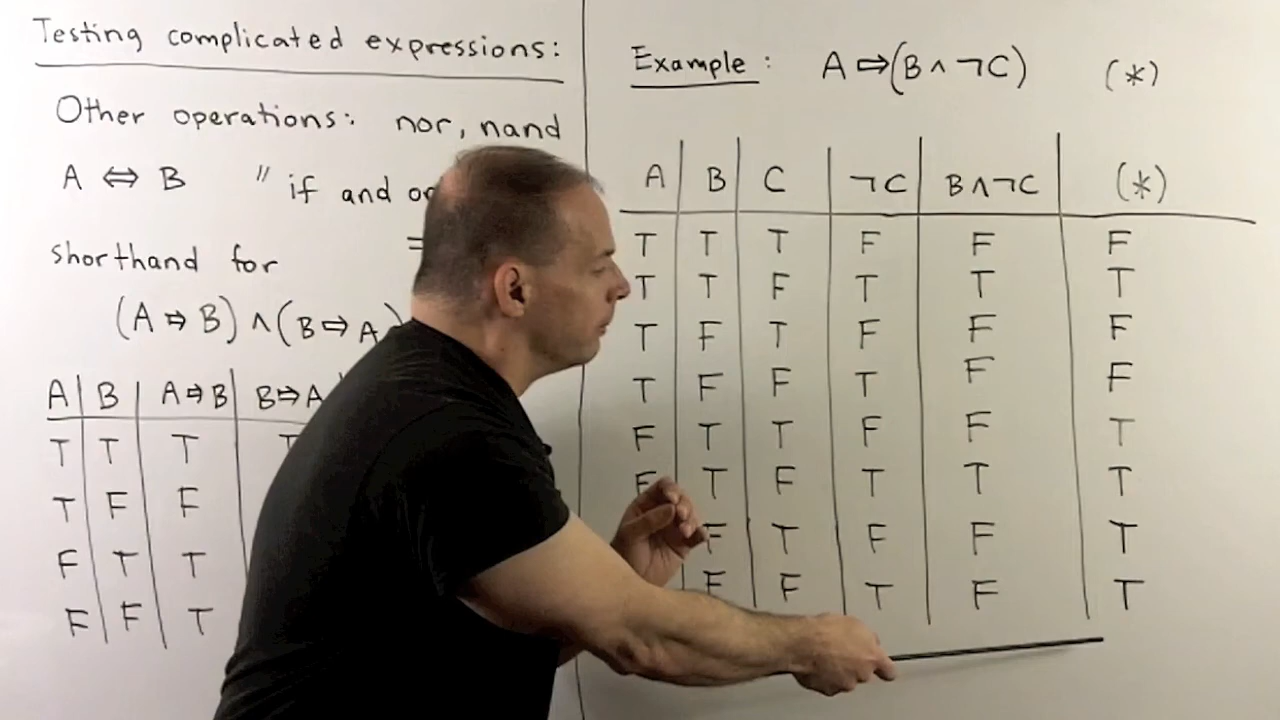 Testing complicated expressions:
Other operations: nor, nand
A ⇔ B " if and
shorthand for =
(A ⇒ B) ∧ (B ⇒ A)
A B A⇒B B⇒A
T T T T
T F F
F T T
F F T
Example: A ⇒ (B ∧ ¬C) (*)
A B C ¬C B∧¬C (*)
T T T F F F
T T F T T T
T F T F F F
T F F T F F
F T T F F T
F T F T T T
F T F F T
F F T F T